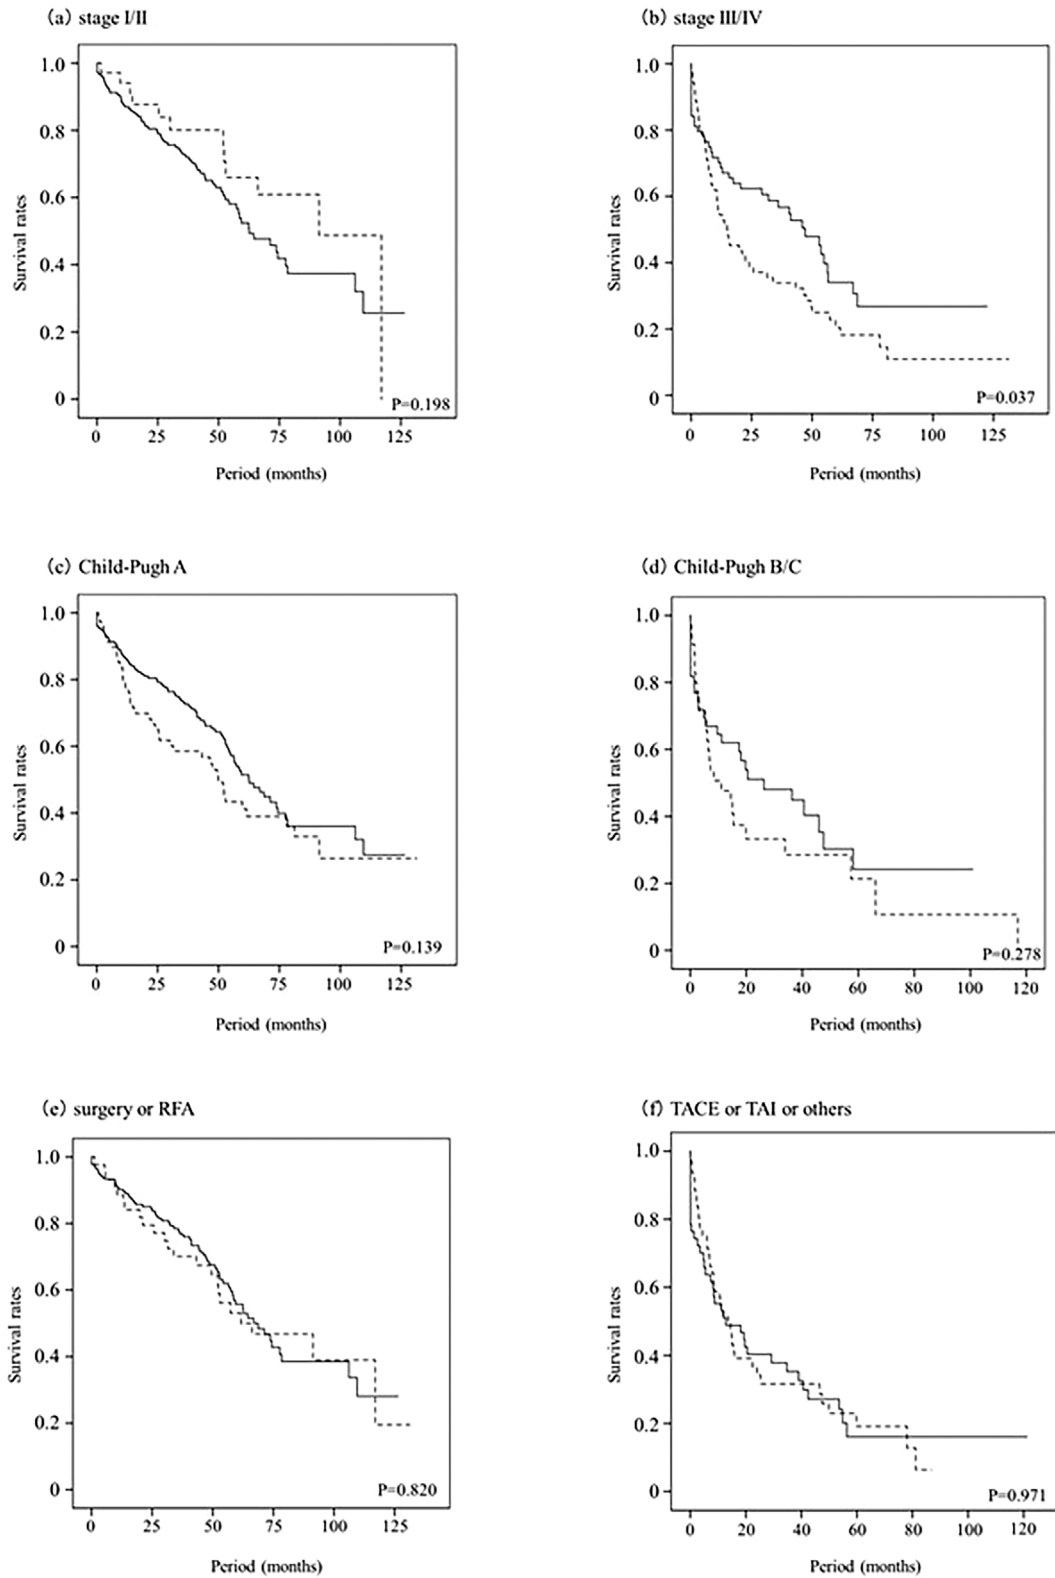 (a) stage I/II
1.0
0.8
0.6
0.4
0.2
0
Survival rates
P=0.198
0 25 50 75 100 125
Period (months)
(b) stage III/IV
1.0
0.8
0.6
0.4
0.2
0
Survival rates
P=0.037
0 25 50 75 100 125
Period (months)
(c) Child-Pugh A
1.0
0.8
0.6
0.4
0.2
0
Survival rates
P=0.139
0 25 50 75 100 125
Period (months)
(d) Child-Pugh B/C
1.0
0.8
0.6
0.4
0.2
0
Survival rates
P=0.278
0 20 40 60 80 100 120
Period (months)
(e) surgery or RFA
1.0
0.8
0.6
0.4
0.2
0
Survival rates
P=0.820
0 25 50 75 100 125
Period (months)
(f) TACE or TAI or others
1.0
0.8
0.6
0.4
0.2
0
Survival rates
P=0.971
0 20 40 60 80 100 120
Period (months)